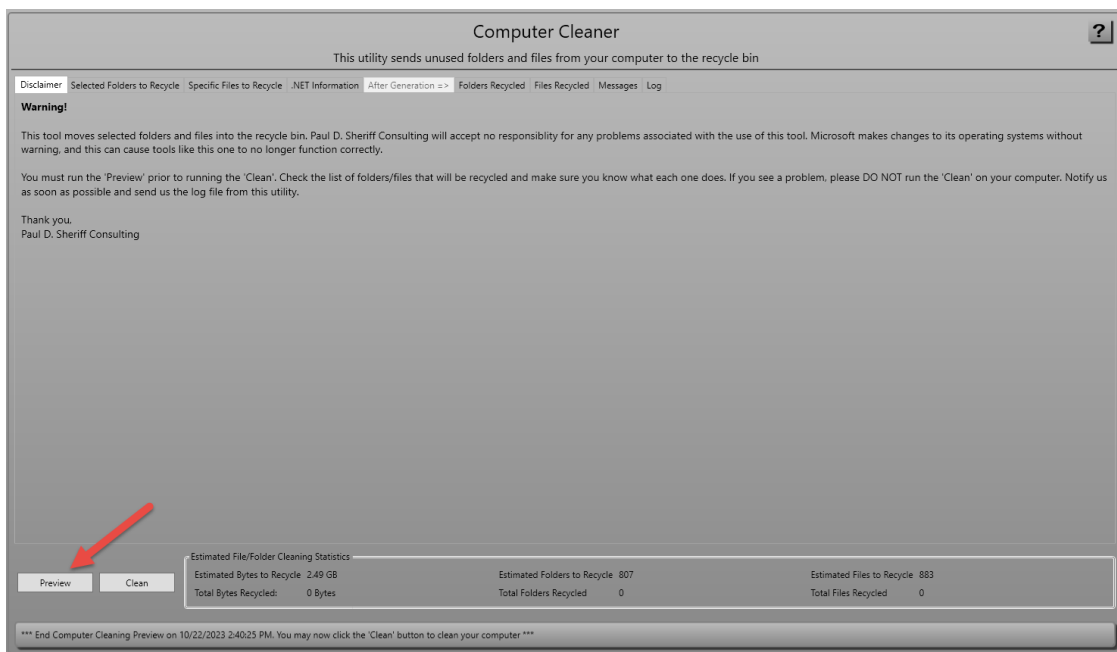 Computer Cleaner
?
This utility sends unused folders and files from your computer to the recycle bin
Disclaimer Selected Folders to Recycle Specific Files to Recycle .NET Information After Generation => Folders Recycled Files Recycled Messages Log
Warning!
This tool moves selected folders and files into the recycle bin. Paul D. Sheriff Consulting will accept no responsiblity for any problems associated with the use of this tool. Microsoft makes changes to its operating systems without
warning, and this can cause tools like this one to no longer function correctly.
You must run the 'Preview' prior to running the 'Clean'. Check the list of folders/files that will be recycled and make sure you know what each one does. If you see a problem, please DO NOT run the 'Clean' on your computer. Notify us
as soon as possible and send us the log file from this utility.
Thank you,
Paul D. Sheriff Consulting
Preview Clean
Estimated File/Folder Cleaning Statistics
Estimated Bytes to Recycle 2.49 GB Estimated Folders to Recycle 807 Estimated Files to Recycle 883
Total Bytes Recycled: 0 Bytes Total Folders Recycled 0 Total Files Recycled 0
*** End Computer Cleaning Preview on 10/22/2023 2:40:25 PM. You may now click the 'Clean' button to clean your computer ***